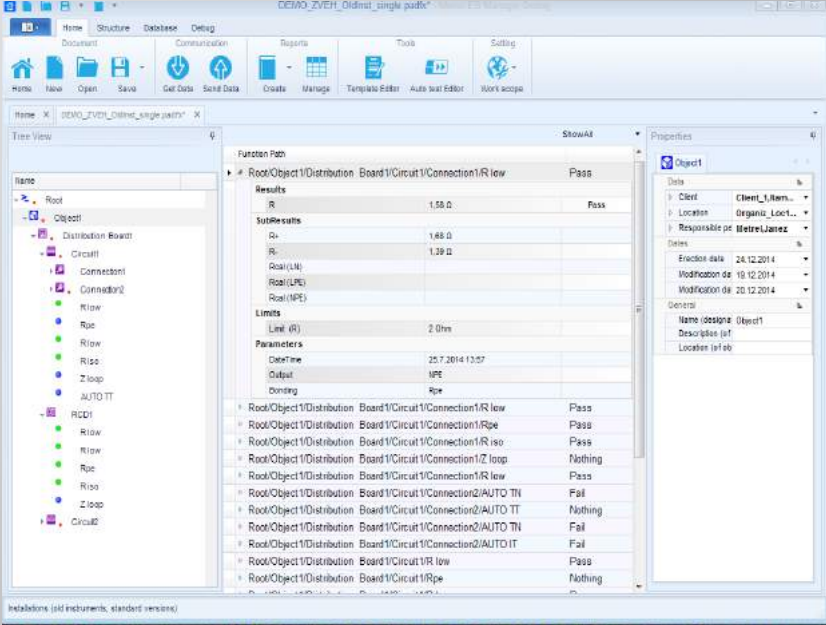 DEMO_ZVEH_OldInst_single.padfx*
Home Structure Database Debug
Document Communication Reports Tools Setting
Home New Open Save Get Data Send Data Create Manage Template Editor Auto test Editor Work scope
Home X DEMO_ZVEH_OldInst_single.padfx* X
Tree View
Name
Root
Object1
Distribution Board1
Circuit1
Connection1
Connection2
R low
Rpe
R low
R iso
Z loop
AUTO TT
RCD1
R low
R low
Rpe
R iso
Z loop
Circuit2
ShowAll
Function Path
Root/Object1/Distribution Board1/Circuit1/Connection1/R low Pass
Results
R 1,58 Ω Pass
SubResults
R+ 1,68 Ω
R- 1,39 Ω
Rcal(LN)
Rcal(LPE)
Rcal(NPE)
Limits
Limit (R) 2 Ohm
Parameters
DateTime 25.7.2014 13:57
Output NPE
Bonding Rpe
Root/Object1/Distribution Board1/Circuit1/Connection1/R low Pass
Root/Object1/Distribution Board1/Circuit1/Connection1/Rpe Pass
Root/Object1/Distribution Board1/Circuit1/Connection1/R iso Pass
Root/Object1/Distribution Board1/Circuit1/Connection1/Z loop Nothing
Root/Object1/Distribution Board1/Circuit1/Connection1/R low Pass
Root/Object1/Distribution Board1/Circuit1/Connection2/AUTO TN Fail
Root/Object1/Distribution Board1/Circuit1/Connection2/AUTO TT Nothing
Root/Object1/Distribution Board1/Circuit1/Connection2/AUTO TN Fail
Root/Object1/Distribution Board1/Circuit1/Connection2/AUTO IT Fail
Root/Object1/Distribution Board1/Circuit1/R low Pass
Root/Object1/Distribution Board1/Circuit1/Rpe Nothing
Properties
Object1
Data
Client Client_1,Nam...
Location Organiz_Loc1...
Responsible pe Metrel,Janez
Dates
Erection date 24.12.2014
Modification da 19.12.2014
Modification da 20.12.2014
General
Name (designa Object1
Description (of
Location (of ob
Installations (old instruments, standard versions)